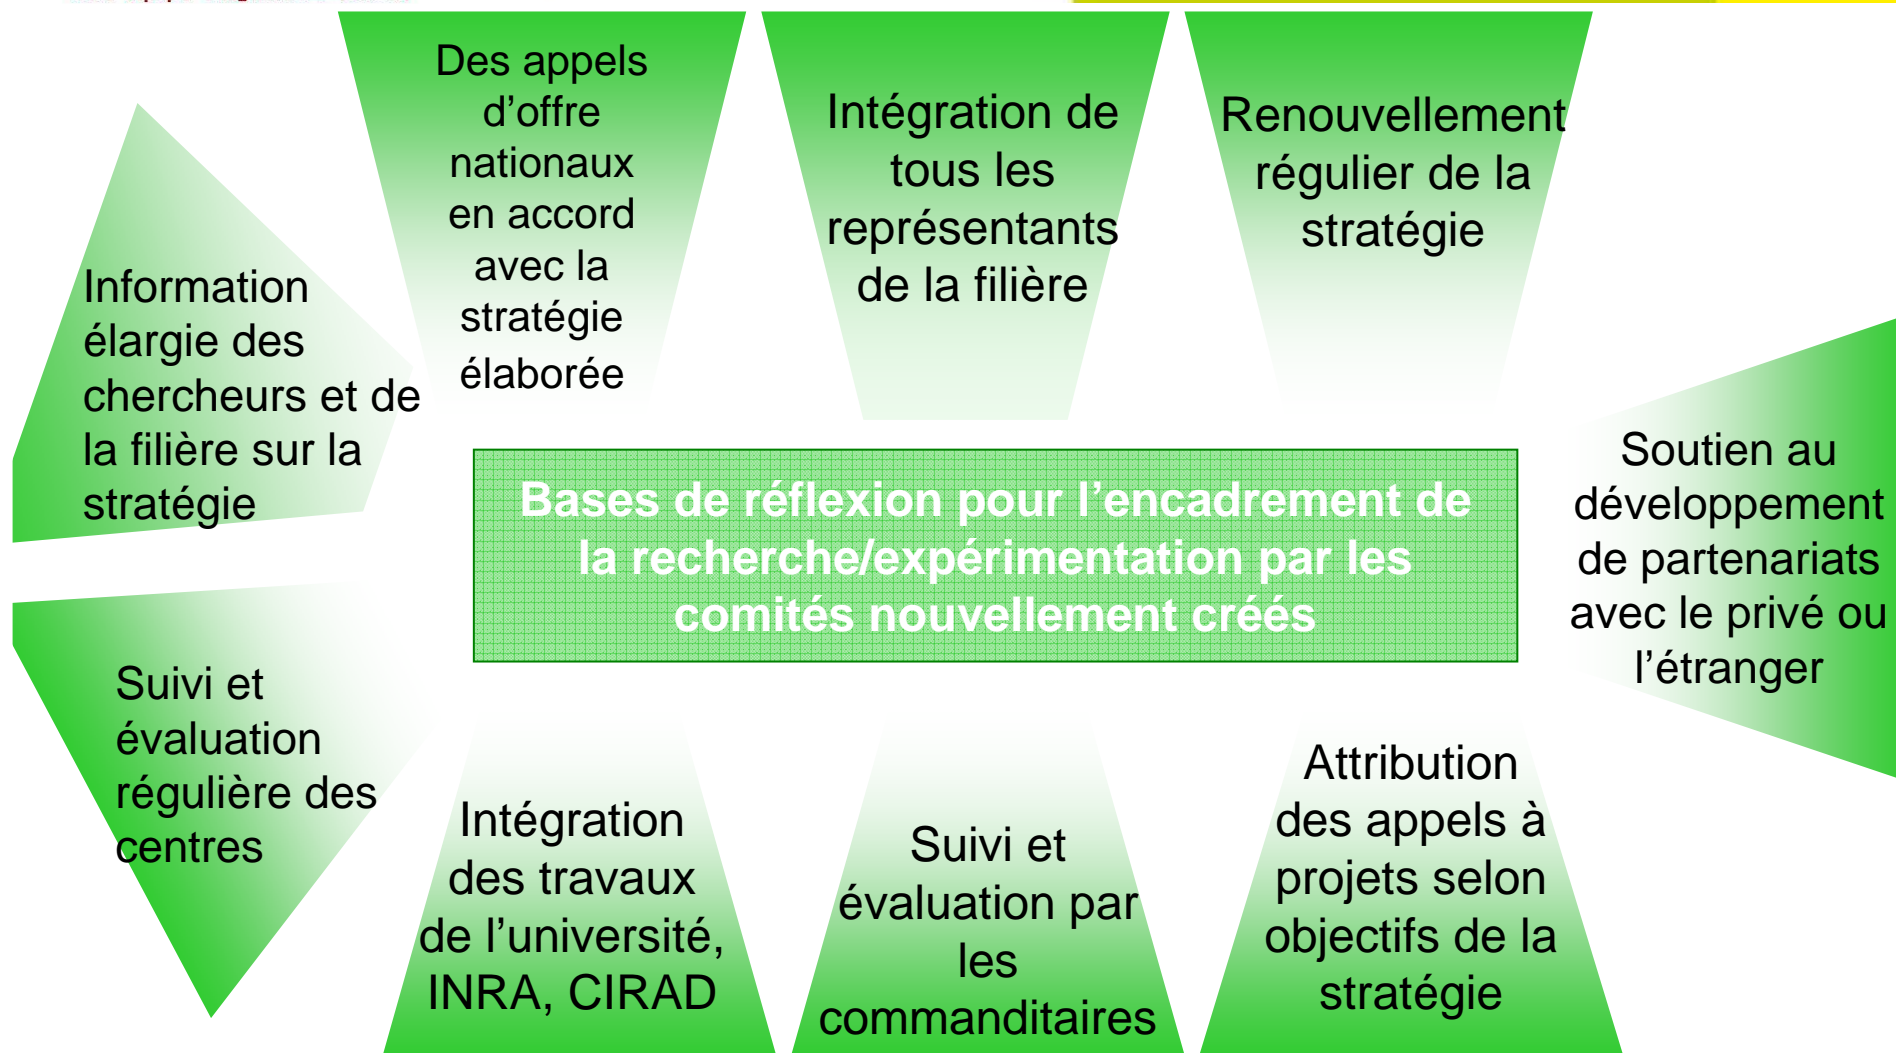 Des appels
d’offre
nationaux
en accord
avec la
stratégie
élaborée
Intégration de
tous les
représentants
de la filière
Renouvellement
régulier de la
stratégie
Information
élargie des
chercheurs et de
la filière sur la
stratégie
Bases de réflexion pour l’encadrement de
la recherche/expérimentation par les
comités nouvellement créés
Soutien au
développement
de partenariats
avec le privé ou
l’étranger
Suivi et
évaluation
régulière des
centres
Intégration
des travaux
de l’université,
INRA, CIRAD
Suivi et
évaluation par
les
commanditaires
Attribution
des appels à
projets selon
objectifs de la
stratégie